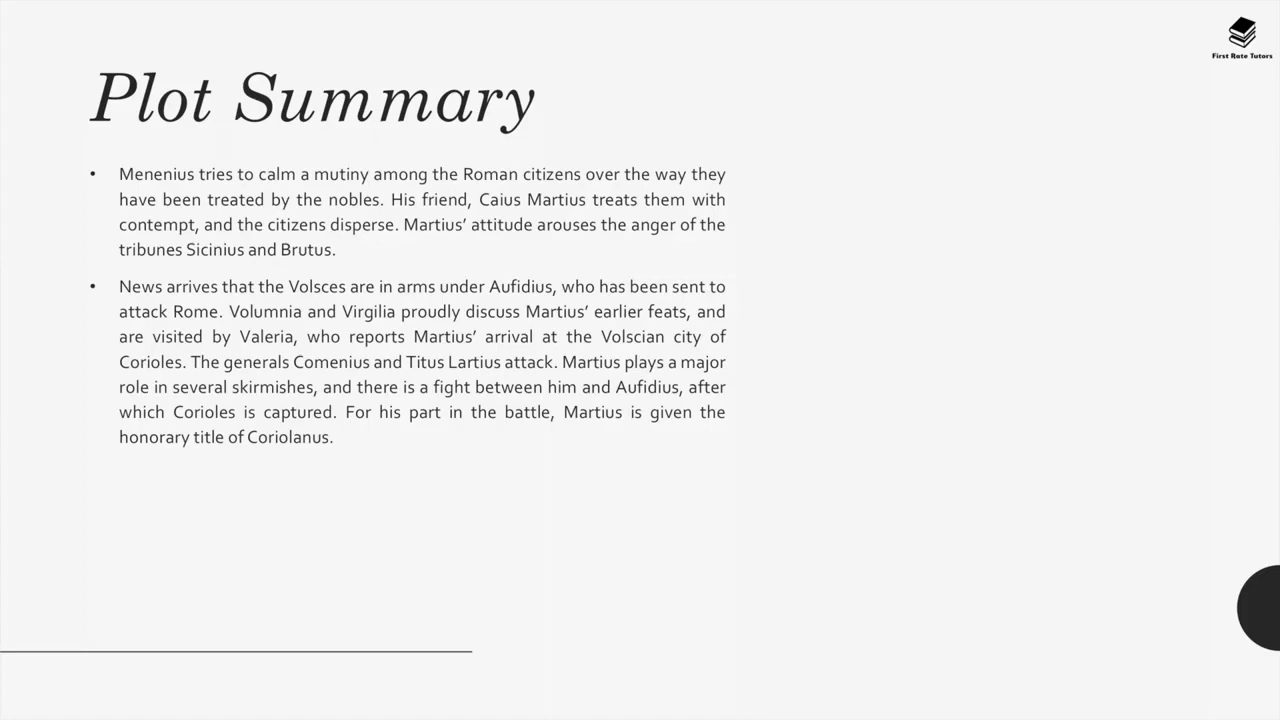 First Rate Tutors
Plot Summary
• Menenius tries to calm a mutiny among the Roman citizens over the way they
have been treated by the nobles. His friend, Caius Martius treats them with
contempt, and the citizens disperse. Martius’ attitude arouses the anger of the
tribunes Sicinius and Brutus.
• News arrives that the Volsces are in arms under Aufidius, who has been sent to
attack Rome. Volumnia and Virgilia proudly discuss Martius’ earlier feats, and
are visited by Valeria, who reports Martius’ arrival at the Volscian city of
Corioles. The generals Comenius and Titus Lartius attack. Martius plays a major
role in several skirmishes, and there is a fight between him and Aufidius, after
which Corioles is captured. For his part in the battle, Martius is given the
honorary title of Coriolanus.